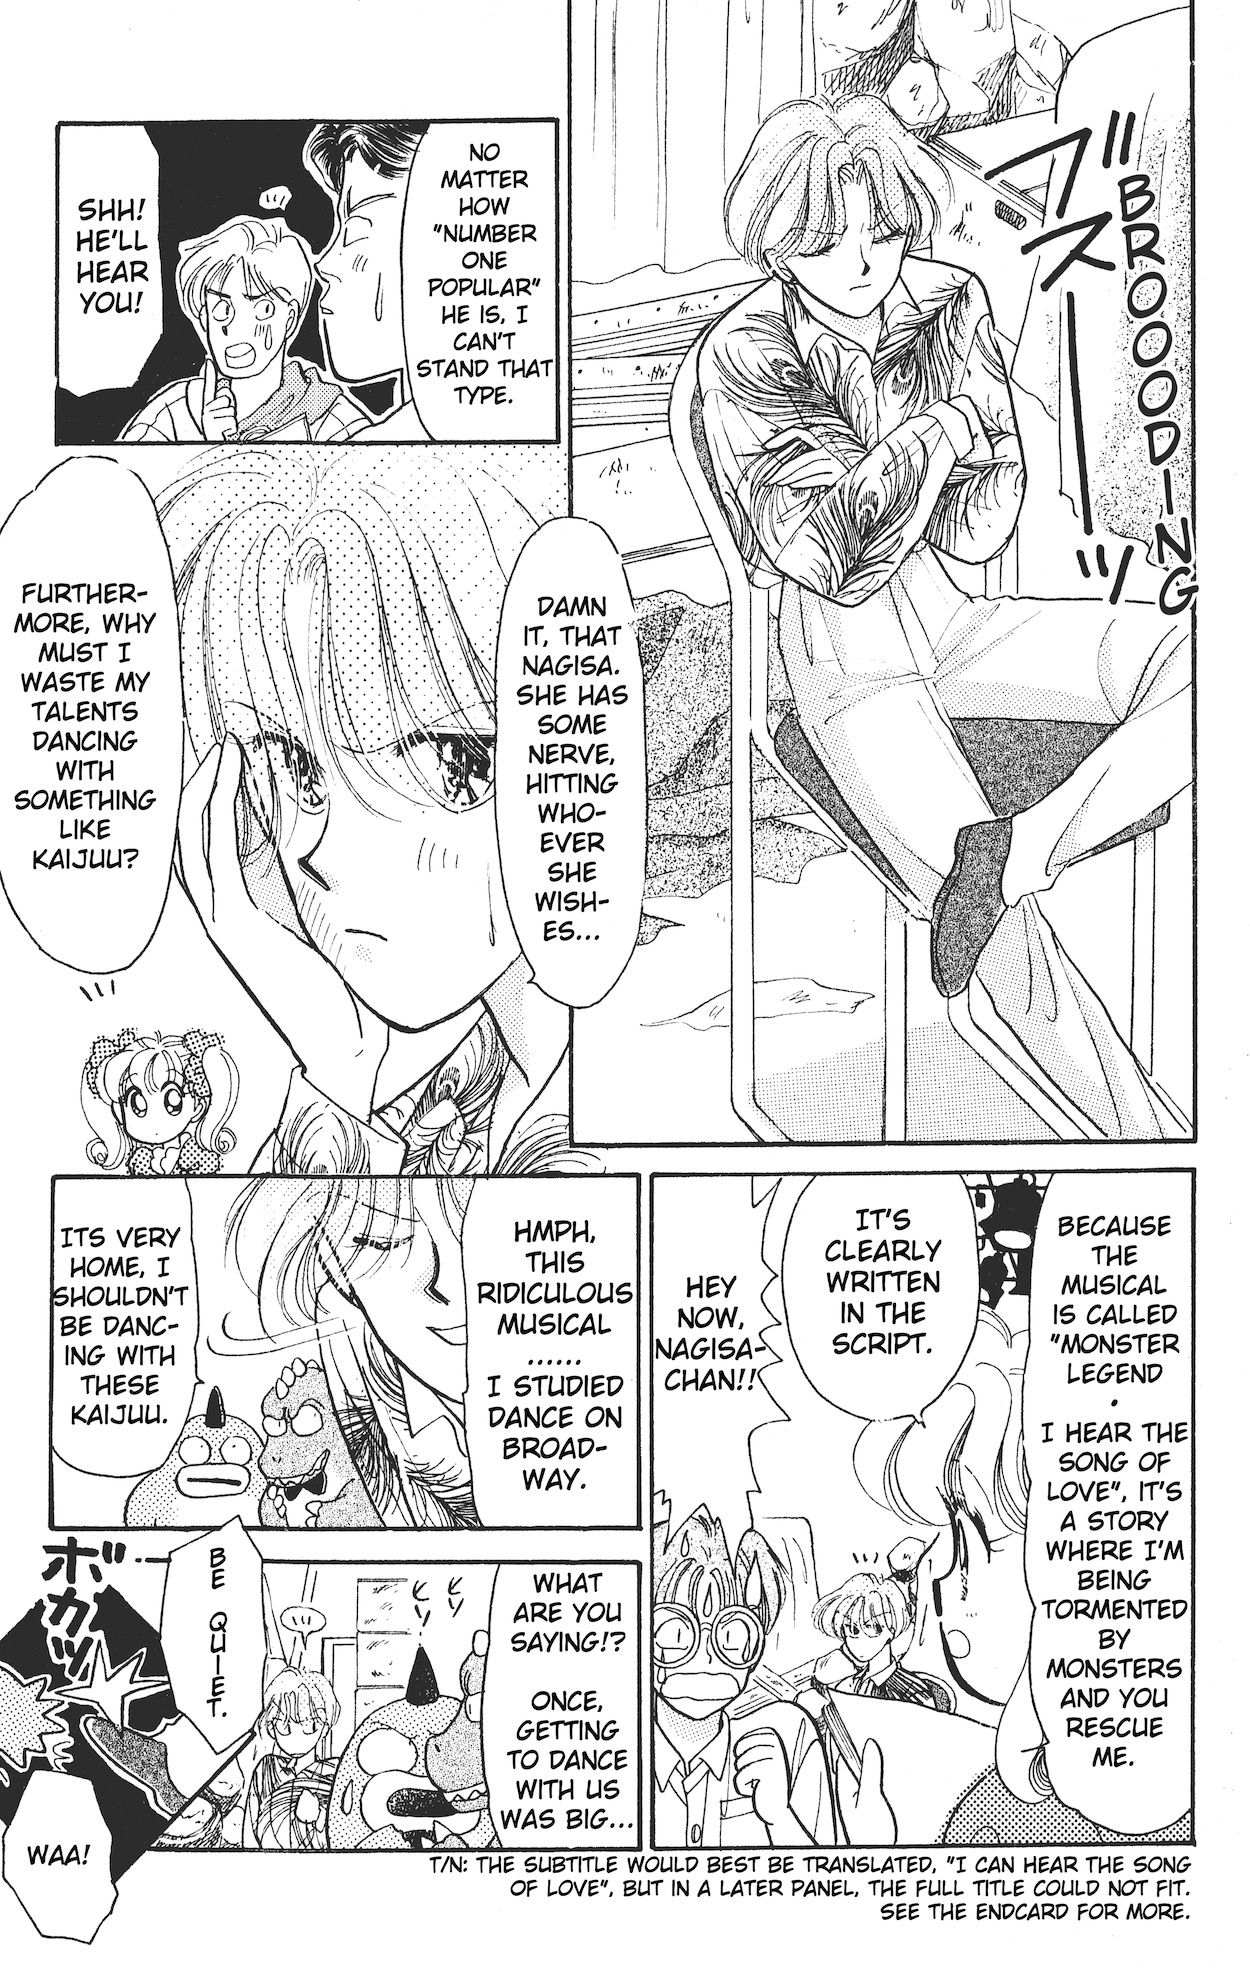 ブスーーッ
BROOODING
NO
MATTER
HOW
"NUMBER
ONE
POPULAR"
HE IS, I
CAN'T
STAND THAT
TYPE.
SHH!
HE'LL
HEAR
YOU!
DAMN
IT, THAT
NAGISA.
SHE HAS
SOME
NERVE,
HITTING
WHO-
EVER
SHE
WISH-
ES...
FURTHER-
MORE, WHY
MUST I
WASTE MY
TALENTS
DANCING
WITH
SOMETHING
LIKE
KAIJUU?
BECAUSE
THE
MUSICAL
IS CALLED
"MONSTER
LEGEND
•
I HEAR THE
SONG OF
LOVE", IT'S
A STORY
WHERE I'M
BEING
TORMENTED
BY
MONSTERS
AND YOU
RESCUE
ME.
IT'S
CLEARLY
WRITTEN
IN THE
SCRIPT.
HEY
NOW,
NAGISA-
CHAN!!
HMPH,
THIS
RIDICULOUS
MUSICAL
......
I STUDIED
DANCE ON
BROAD-
WAY.
ITS VERY
HOME, I
SHOULDN'T
BE DANC-
ING WITH
THESE
KAIJUU.
WHAT
ARE YOU
SAYING!?
ONCE,
GETTING
TO DANCE
WITH US
WAS BIG...
ヒソ
ヒソ
BE QUIET.
ボカッ
WAA!
T/N: THE SUBTITLE WOULD BEST BE TRANSLATED, "I CAN HEAR THE SONG
OF LOVE", BUT IN A LATER PANEL, THE FULL TITLE COULD NOT FIT.
SEE THE ENDCARD FOR MORE.